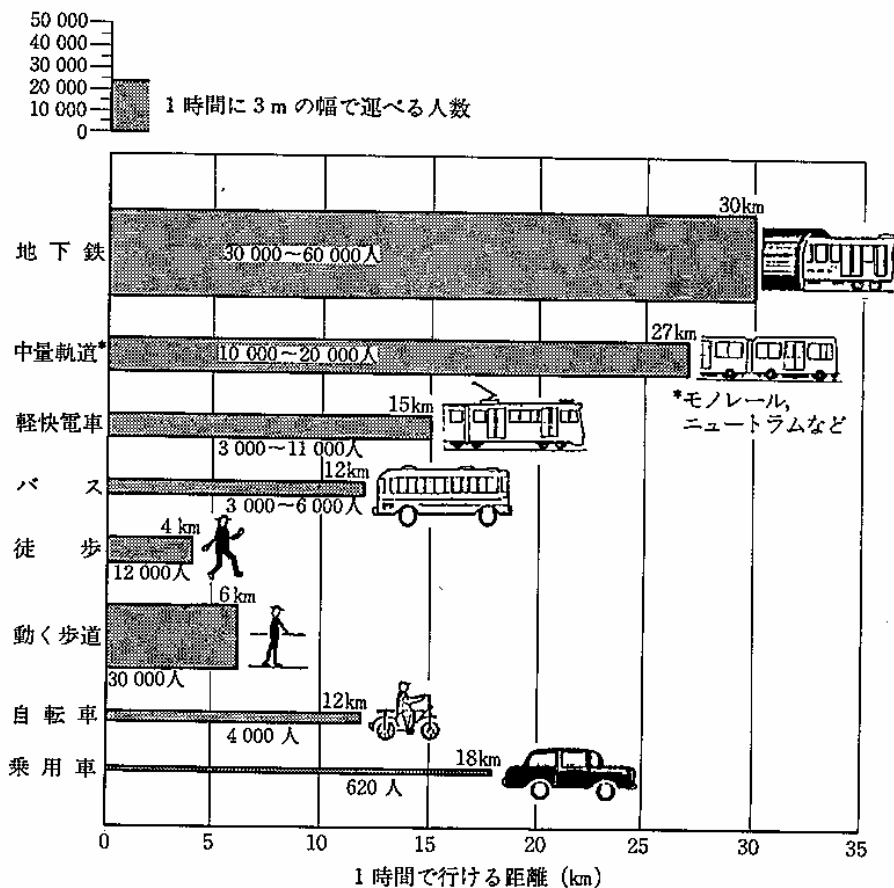 50 000
40 000
30 000
20 000
10 000
0
1時間に3mの幅で運べる人数
地下鉄
30km
30 000～60 000人
中量軌道*
27km
10 000～20 000人
*モノレール,
ニュートラムなど
軽快電車
15km
3 000～11 000人
バス
12km
3 000～6 000人
徒歩
4km
12 000人
動く歩道
6km
30 000人
自転車
12km
4 000人
乗用車
18km
620人
0 5 10 15 20 25 30 35
1時間で行ける距離 (km)